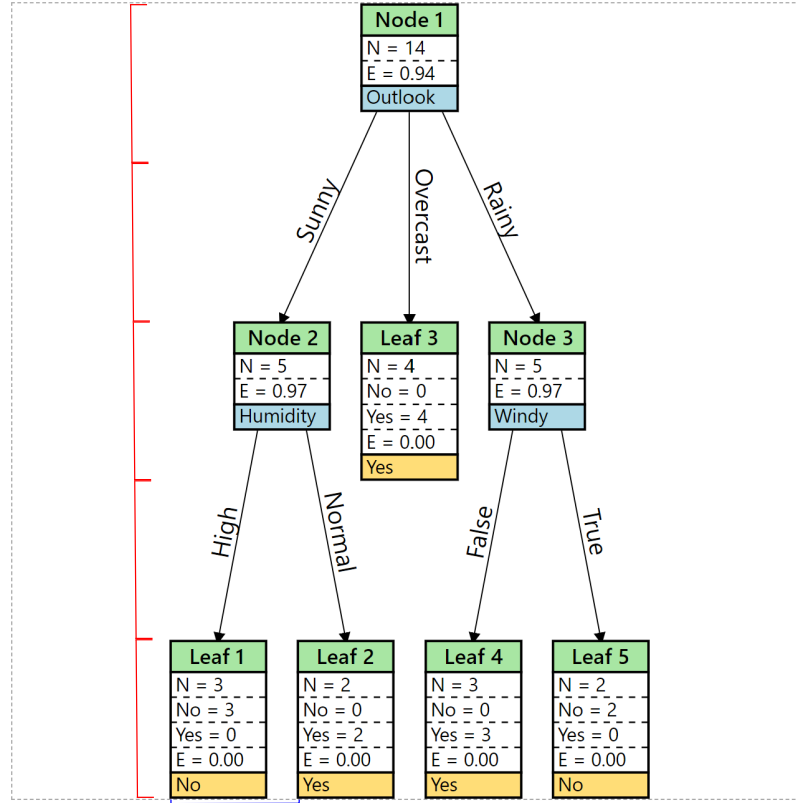 Node 1
N = 14
E = 0.94
Outlook
Sunny
Overcast
Rainy
Node 2
N = 5
E = 0.97
Humidity
Leaf 3
N = 4
No = 0
Yes = 4
E = 0.00
Yes
Node 3
N = 5
E = 0.97
Windy
High
Normal
False
True
Leaf 1
N = 3
No = 3
Yes = 0
E = 0.00
No
Leaf 2
N = 2
No = 0
Yes = 2
E = 0.00
Yes
Leaf 4
N = 3
No = 0
Yes = 3
E = 0.00
Yes
Leaf 5
N = 2
No = 2
Yes = 0
E = 0.00
No